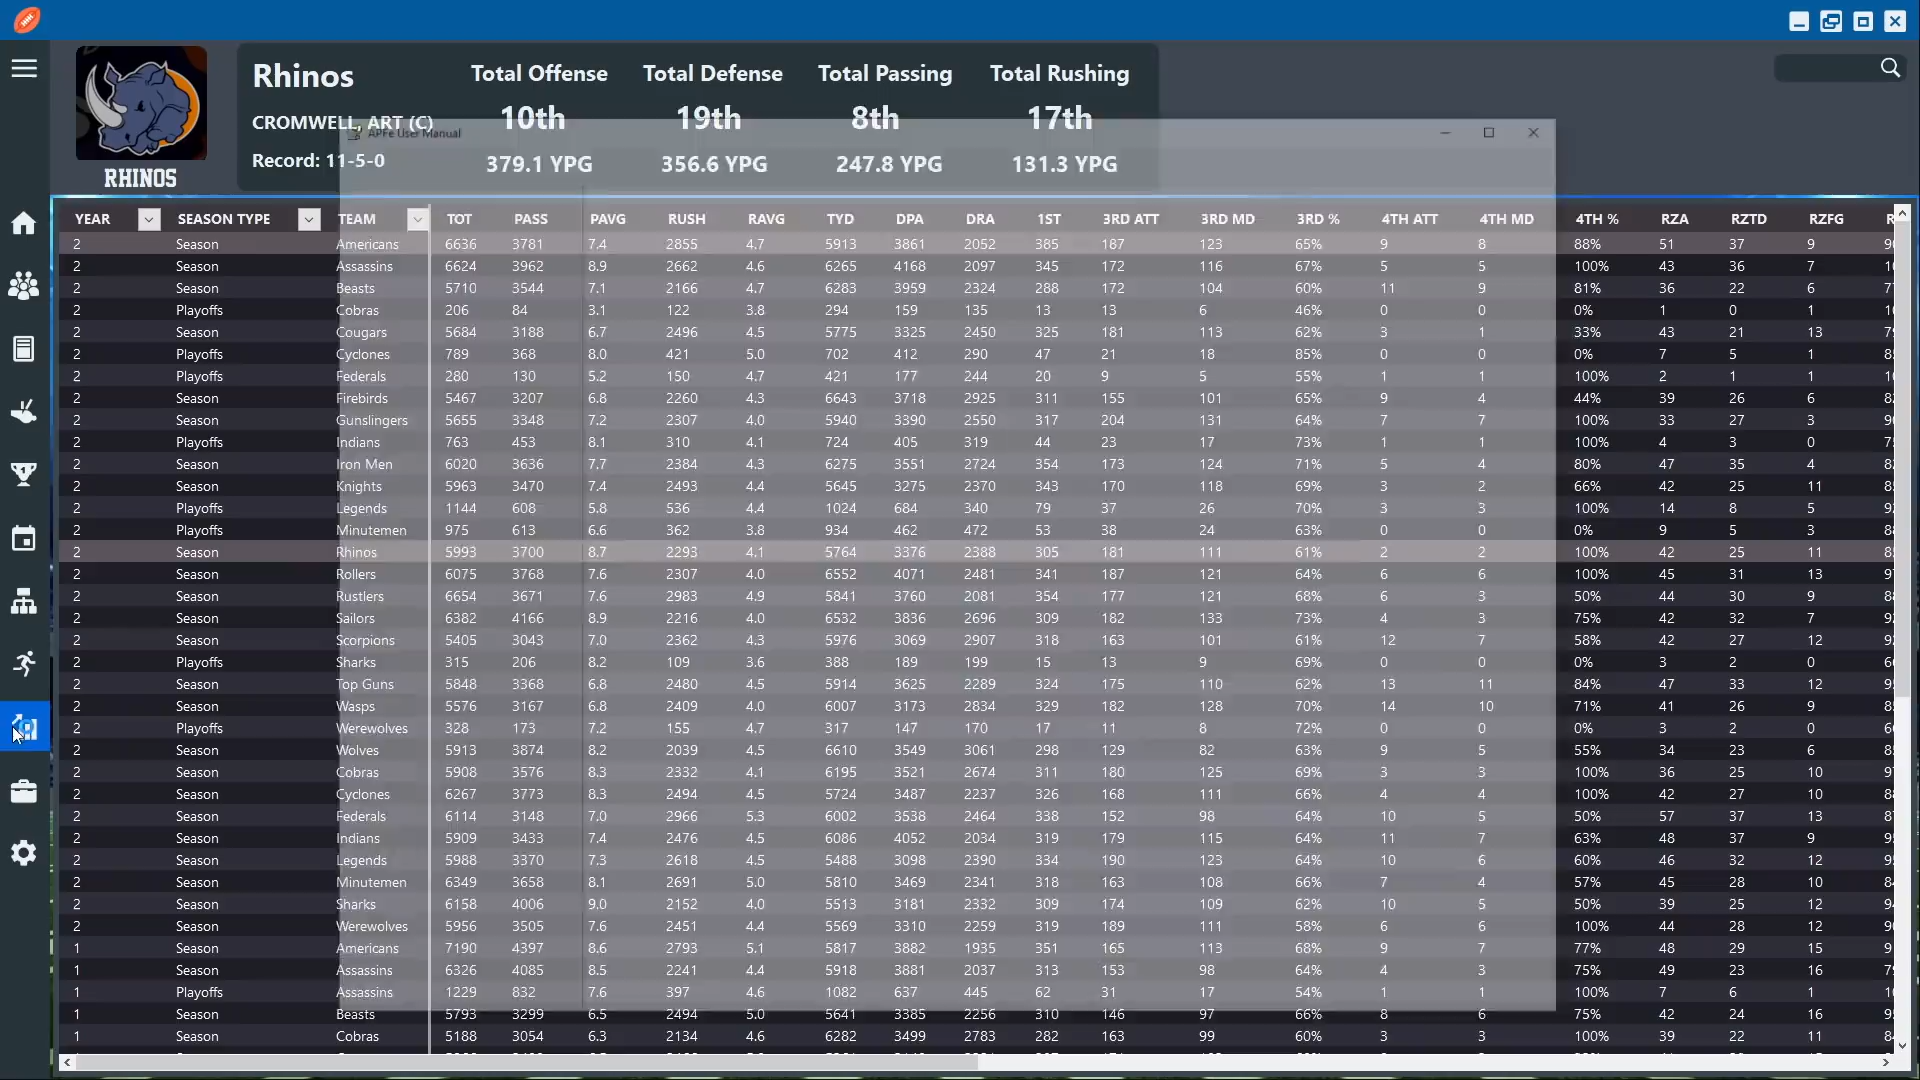 Rhinos
CROMWELL, ART (C)
Record: 11-5-0
RHINOS
Total Offense Total Defense Total Passing Total Rushing
10th 19th 8th 17th
379.1 YPG 356.6 YPG 247.8 YPG 131.3 YPG
APFe User Manual
YEAR SEASON TYPE TEAM TOT PASS PAVG RUSH RAVG TYD DPA DRA 1ST 3RD ATT 3RD MD 3RD % 4TH ATT 4TH MD 4TH % RZA RZTD RZFG
2 Season Americans 6636 3781 7.4 2855 4.7 5913 3861 2052 385 187 123 65% 9 8 88% 51 37 9
2 Season Assassins 6624 3962 8.9 2662 4.6 6265 4168 2097 345 172 116 67% 5 5 100% 43 36 7
2 Season Beasts 5710 3544 7.1 2166 4.7 6283 3959 2324 288 172 104 60% 11 9 81% 36 22 6
2 Playoffs Cobras 206 84 3.1 122 3.8 294 159 135 13 13 6 46% 0 0 0% 1 0 1
2 Season Cougars 5684 3188 6.7 2496 4.5 5775 3325 2450 325 181 113 62% 3 1 33% 43 21 13
2 Playoffs Cyclones 789 368 8.0 421 5.0 702 412 290 47 21 18 85% 0 0 0% 7 5 1
2 Playoffs Federals 280 130 5.2 150 4.7 421 177 244 20 9 5 55% 1 1 100% 2 1 1
2 Season Firebirds 5467 3207 6.8 2260 4.3 6643 3718 2925 311 155 101 65% 9 4 44% 39 26 6
2 Season Gunslingers 5655 3348 7.2 2307 4.0 5940 3390 2550 317 204 131 64% 7 7 100% 33 27 3
2 Playoffs Indians 763 453 8.1 310 4.1 724 405 319 44 23 17 73% 1 1 100% 4 3 0
2 Season Iron Men 6020 3636 7.7 2384 4.3 6275 3551 2724 354 173 124 71% 5 4 80% 47 35 4
2 Season Knights 5963 3470 7.4 2493 4.4 5645 3275 2370 343 170 118 69% 3 2 66% 42 25 11
2 Playoffs Legends 1144 608 5.8 536 4.4 1024 684 340 79 37 26 70% 3 3 100% 14 8 5
2 Playoffs Minutemen 975 613 6.6 362 3.8 934 462 472 53 38 24 63% 0 0 0% 9 5 3
2 Season Rhinos 5993 3700 8.7 2293 4.1 5764 3376 2388 305 181 111 61% 2 2 100% 42 25 11
2 Season Rollers 6075 3768 7.6 2307 4.0 6552 4071 2481 341 187 121 64% 6 6 100% 45 31 13
2 Season Rustlers 6654 3671 7.6 2983 4.9 5841 3760 2081 354 177 121 68% 6 3 50% 44 30 9
2 Season Sailors 6382 4166 8.9 2216 4.0 6532 3836 2696 309 182 133 73% 4 3 75% 42 32 7
2 Season Scorpions 5405 3043 7.0 2362 4.3 5976 3069 2907 318 163 101 61% 12 7 58% 42 27 12
2 Playoffs Sharks 315 206 8.2 109 3.6 388 189 199 15 13 9 69% 0 0 0% 3 2 0
2 Season Top Guns 5848 3368 6.8 2480 4.5 5914 3625 2289 324 175 110 62% 13 11 84% 47 33 12
2 Season Wasps 5576 3167 6.8 2409 4.0 6007 3173 2834 329 182 128 70% 14 10 71% 41 26 9
2 Playoffs Werewolves 328 173 7.2 155 4.7 317 147 170 17 11 8 72% 0 0 0% 3 2 0
2 Season Wolves 5913 3874 8.2 2039 4.5 6610 3549 3061 298 129 82 63% 9 5 55% 34 23 6
2 Season Cobras 5908 3576 8.3 2332 4.1 6195 3521 2674 311 180 125 69% 3 3 100% 36 25 10
2 Season Cyclones 6267 3773 8.3 2494 4.5 5724 3487 2237 326 168 111 66% 4 4 100% 42 27 10
2 Season Federals 6114 3148 7.0 2966 5.3 6002 3538 2464 338 152 98 64% 10 5 50% 57 37 13
2 Season Indians 5909 3433 7.4 2476 4.5 6086 4052 2034 319 179 115 64% 11 7 63% 48 37 9
2 Season Legends 5988 3370 7.3 2618 4.5 5488 3098 2390 334 190 123 64% 10 6 60% 46 32 12
2 Season Minutemen 6349 3658 8.1 2691 5.0 5810 3469 2341 318 163 108 66% 7 4 57% 45 28 10
2 Season Sharks 6158 4006 9.0 2152 4.0 5513 3181 2332 309 174 109 62% 10 5 50% 39 25 12
2 Season Werewolves 5956 3505 7.6 2451 4.4 5569 3310 2259 319 189 111 58% 6 6 100% 44 28 12
1 Season Americans 7190 4397 8.6 2793 5.1 5817 3882 1935 351 165 113 68% 9 7 77% 48 29 15
1 Season Assassins 6326 4085 8.5 2241 4.4 5918 3881 2037 313 153 98 64% 4 3 75% 49 23 16
1 Playoffs Assassins 1229 832 7.6 397 4.6 1082 637 445 62 31 17 54% 1 1 100% 7 6 1
1 Season Beasts 5793 3299 6.5 2494 5.0 5641 3385 2256 310 146 97 66% 8 6 75% 42 24 16
1 Season Cobras 5188 3054 6.3 2134 4.6 6282 3499 2783 282 163 99 60% 3 3 100% 39 22 11